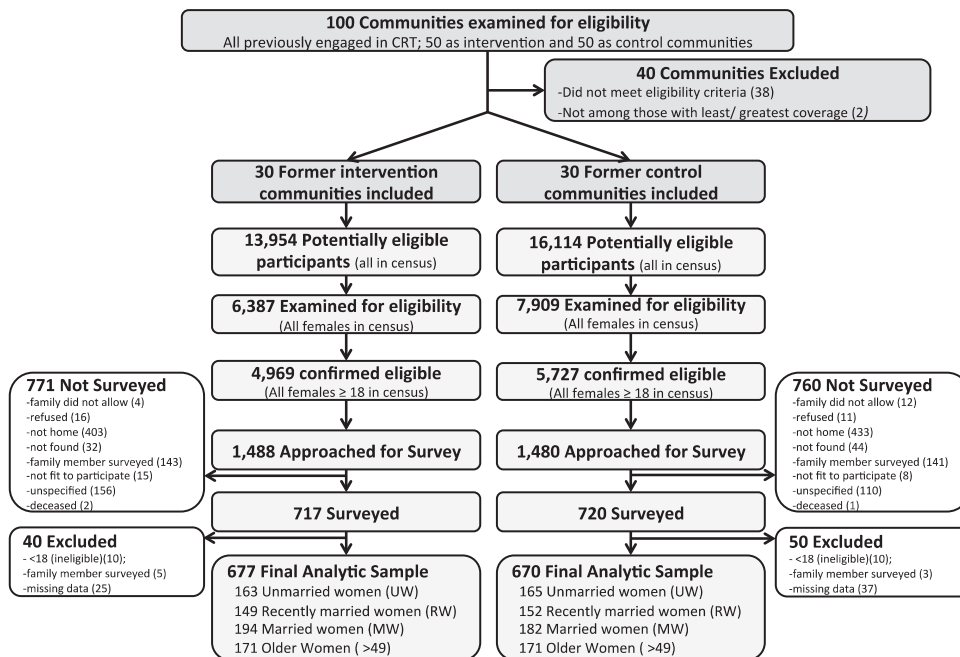 100 Communities examined for eligibility
All previously engaged in CRT; 50 as intervention and 50 as control communities
40 Communities Excluded
-Did not meet eligibility criteria (38)
-Not among those with least/ greatest coverage (2)
30 Former intervention
communities included
30 Former control
communities included
13,954 Potentially eligible
participants (all in census)
16,114 Potentially eligible
participants (all in census)
6,387 Examined for eligibility
(All females in census)
7,909 Examined for eligibility
(All females in census)
4,969 confirmed eligible
(All females ≥ 18 in census)
5,727 confirmed eligible
(All females ≥ 18 in census)
771 Not Surveyed
-family did not allow (4)
-refused (16)
-not home (403)
-not found (32)
-family member surveyed (143)
-not fit to participate (15)
-unspecified (156)
-deceased (2)
760 Not Surveyed
-family did not allow (12)
-refused (11)
-not home (433)
-not found (44)
-family member surveyed (141)
-not fit to participate (8)
-unspecified (110)
-deceased (1)
1,488 Approached for Survey
1,480 Approached for Survey
717 Surveyed
720 Surveyed
40 Excluded
- <18 (ineligible)(10);
-family member surveyed (5)
-missing data (25)
50 Excluded
- <18 (ineligible)(10);
-family member surveyed (3)
-missing data (37)
677 Final Analytic Sample
163 Unmarried women (UW)
149 Recently married women (RW)
194 Married women (MW)
171 Older Women ( >49)
670 Final Analytic Sample
165 Unmarried women (UW)
152 Recently married women (RW)
182 Married women (MW)
171 Older Women ( >49)